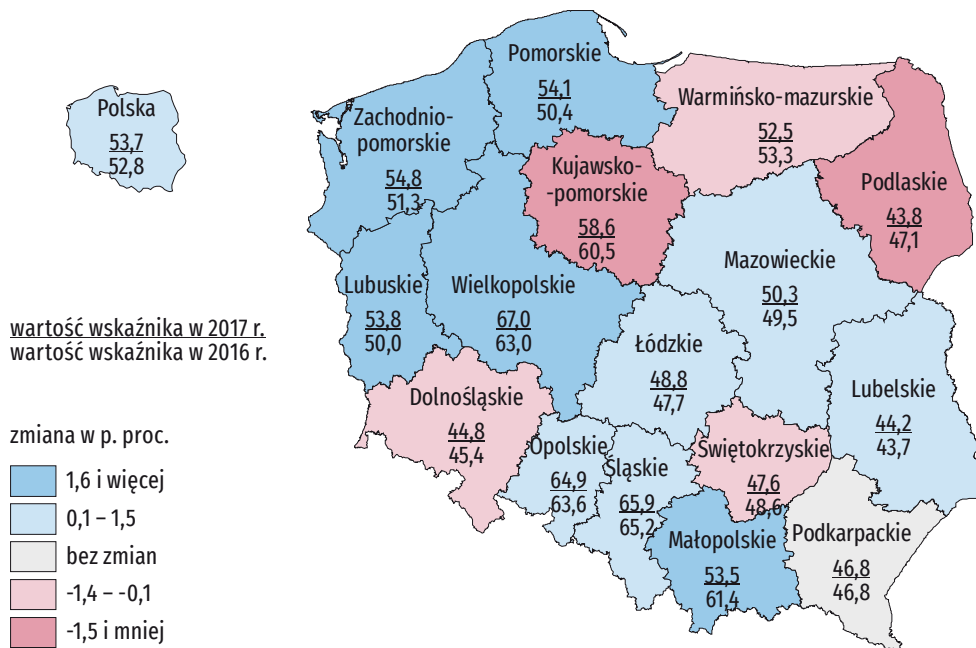 Polska
53,7
52,8
wartość wskaźnika w 2017 r.
wartość wskaźnika w 2016 r.
zmiana w p. proc.
1,6 i więcej
0,1 – 1,5
bez zmian
-1,4 – -0,1
-1,5 i mniej
Pomorskie
54,1
50,4
Zachodnio-
pomorskie
54,8
51,3
Warmińsko-mazurskie
52,5
53,3
Kujawsko-
-pomorskie
58,6
60,5
Podlaskie
43,8
47,1
Lubuskie
53,8
50,0
Wielkopolskie
67,0
63,0
Mazowieckie
50,3
49,5
Łódzkie
48,8
47,7
Lubelskie
44,2
43,7
Dolnośląskie
44,8
45,4
Opolskie
64,9
63,6
Śląskie
65,9
65,2
Świętokrzyskie
47,6
48,6
Małopolskie
53,5
61,4
Podkarpackie
46,8
46,8